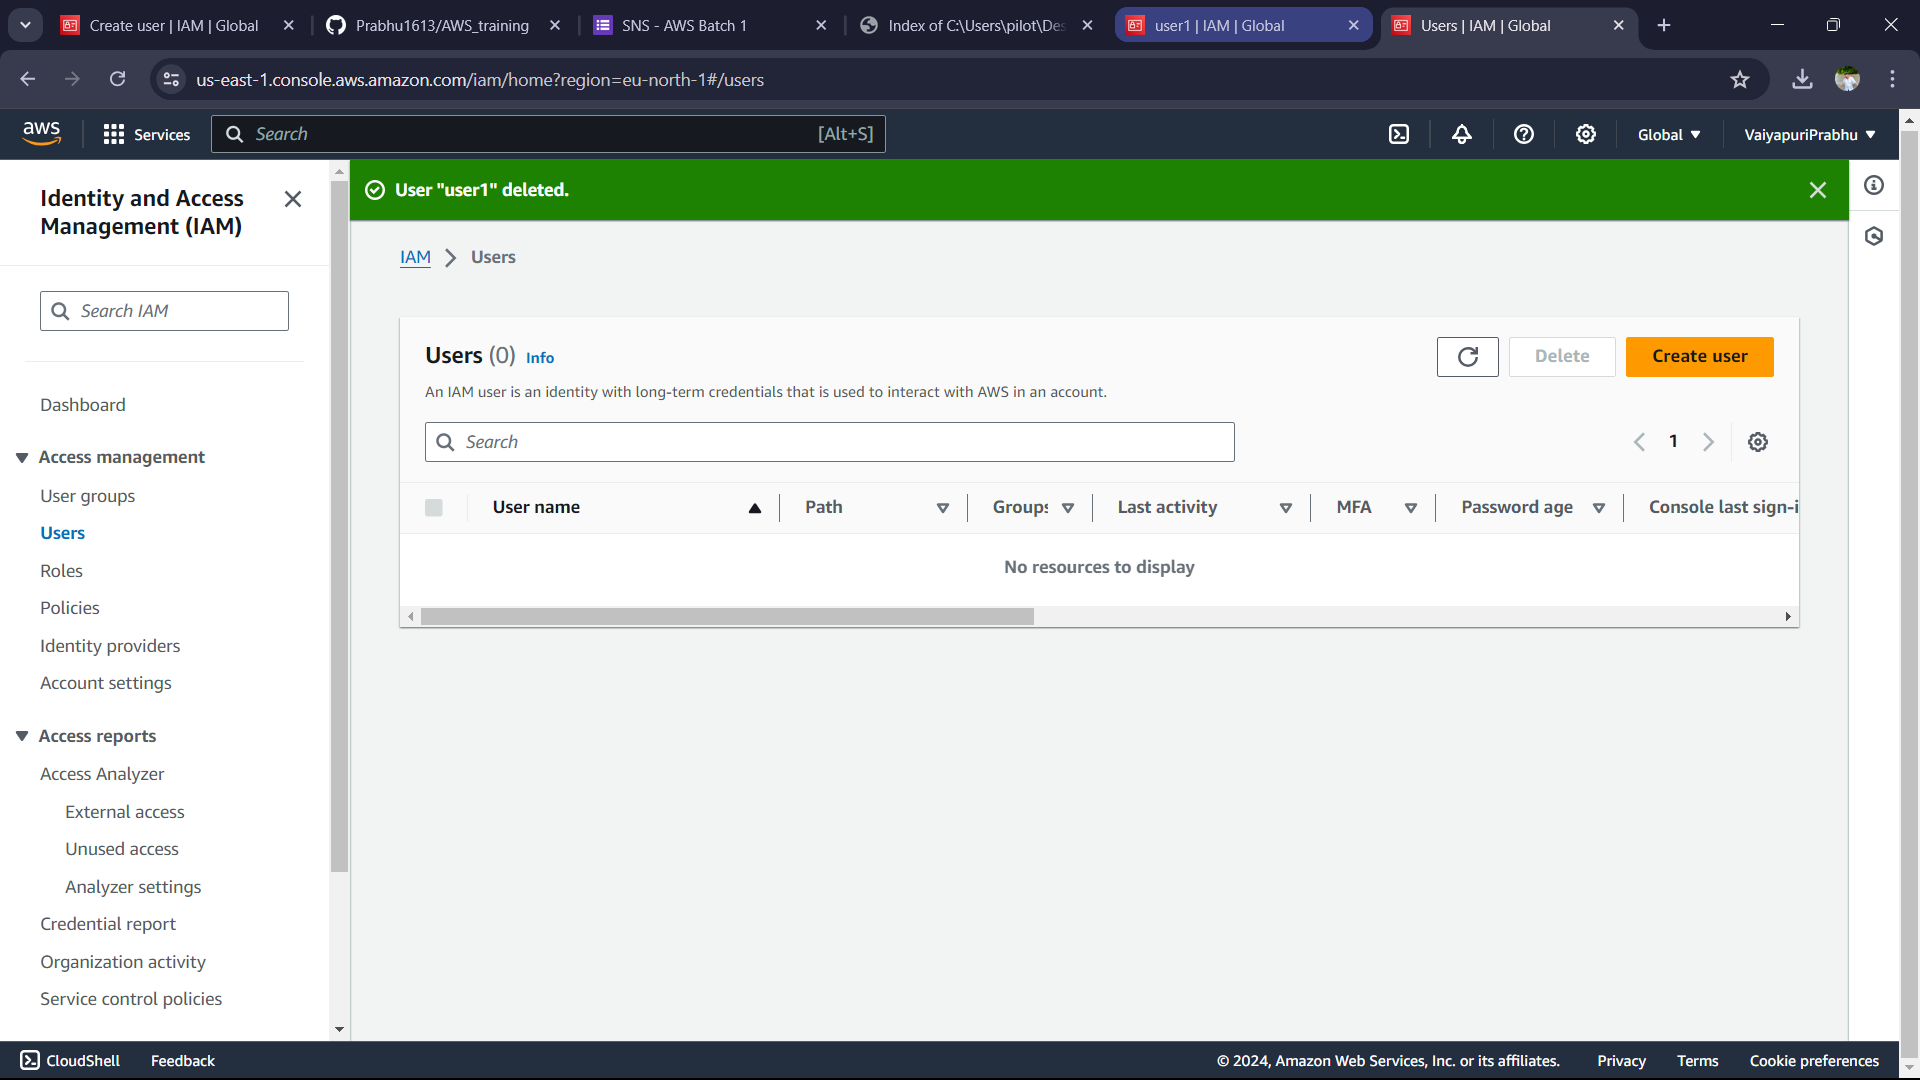 Create user | IAM | Global
Prabhu1613/AWS_training
SNS - AWS Batch 1
Index of C:\Users\pilot\Des
user1 | IAM | Global
Users | IAM | Global
us-east-1.console.aws.amazon.com/iam/home?region=eu-north-1#/users
aws
Services
Search
[Alt+S]
Global
VaiyapuriPrabhu
Identity and Access
Management (IAM)
Search IAM
Dashboard
Access management
User groups
Users
Roles
Policies
Identity providers
Account settings
Access reports
Access Analyzer
External access
Unused access
Analyzer settings
Credential report
Organization activity
Service control policies
User "user1" deleted.
IAM
Users
Users (0) Info
Delete
Create user
An IAM user is an identity with long-term credentials that is used to interact with AWS in an account.
Search
1
User name
Path
Groups
Last activity
MFA
Password age
Console last sign-i
No resources to display
CloudShell
Feedback
© 2024, Amazon Web Services, Inc. or its affiliates.
Privacy
Terms
Cookie preferences